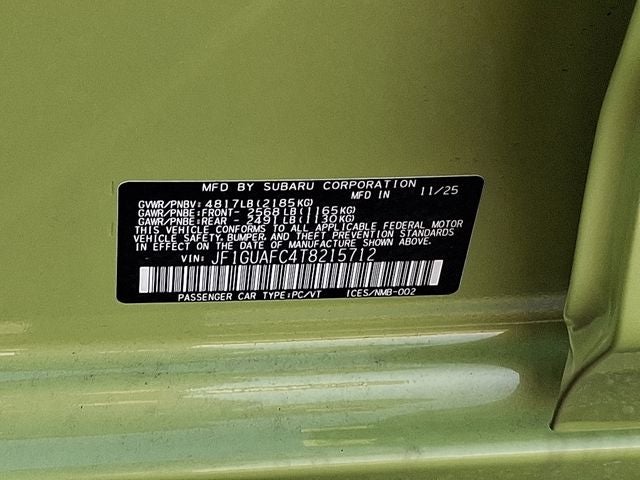 MFD BY SUBARU CORPORATION
MFD IN 11/25
GVWR/PNBV: 4817LB(2185KG)
GAWR/PNBE:FRONT- 2568LB(1165KG)
GAWR/PNBE:REAR - 2491LB(1130KG)
THIS VEHICLE CONFORMS TO ALL APPLICABLE FEDERAL MOTOR
VEHICLE SAFETY, BUMPER, AND THEFT PREVENTION STANDARDS
IN EFFECT ON THE DATE OF MANUFACTURE SHOWN ABOVE.
VIN: JF1GUAFC4T8215712
PASSENGER CAR TYPE:PC/VT ICES/NMB-002